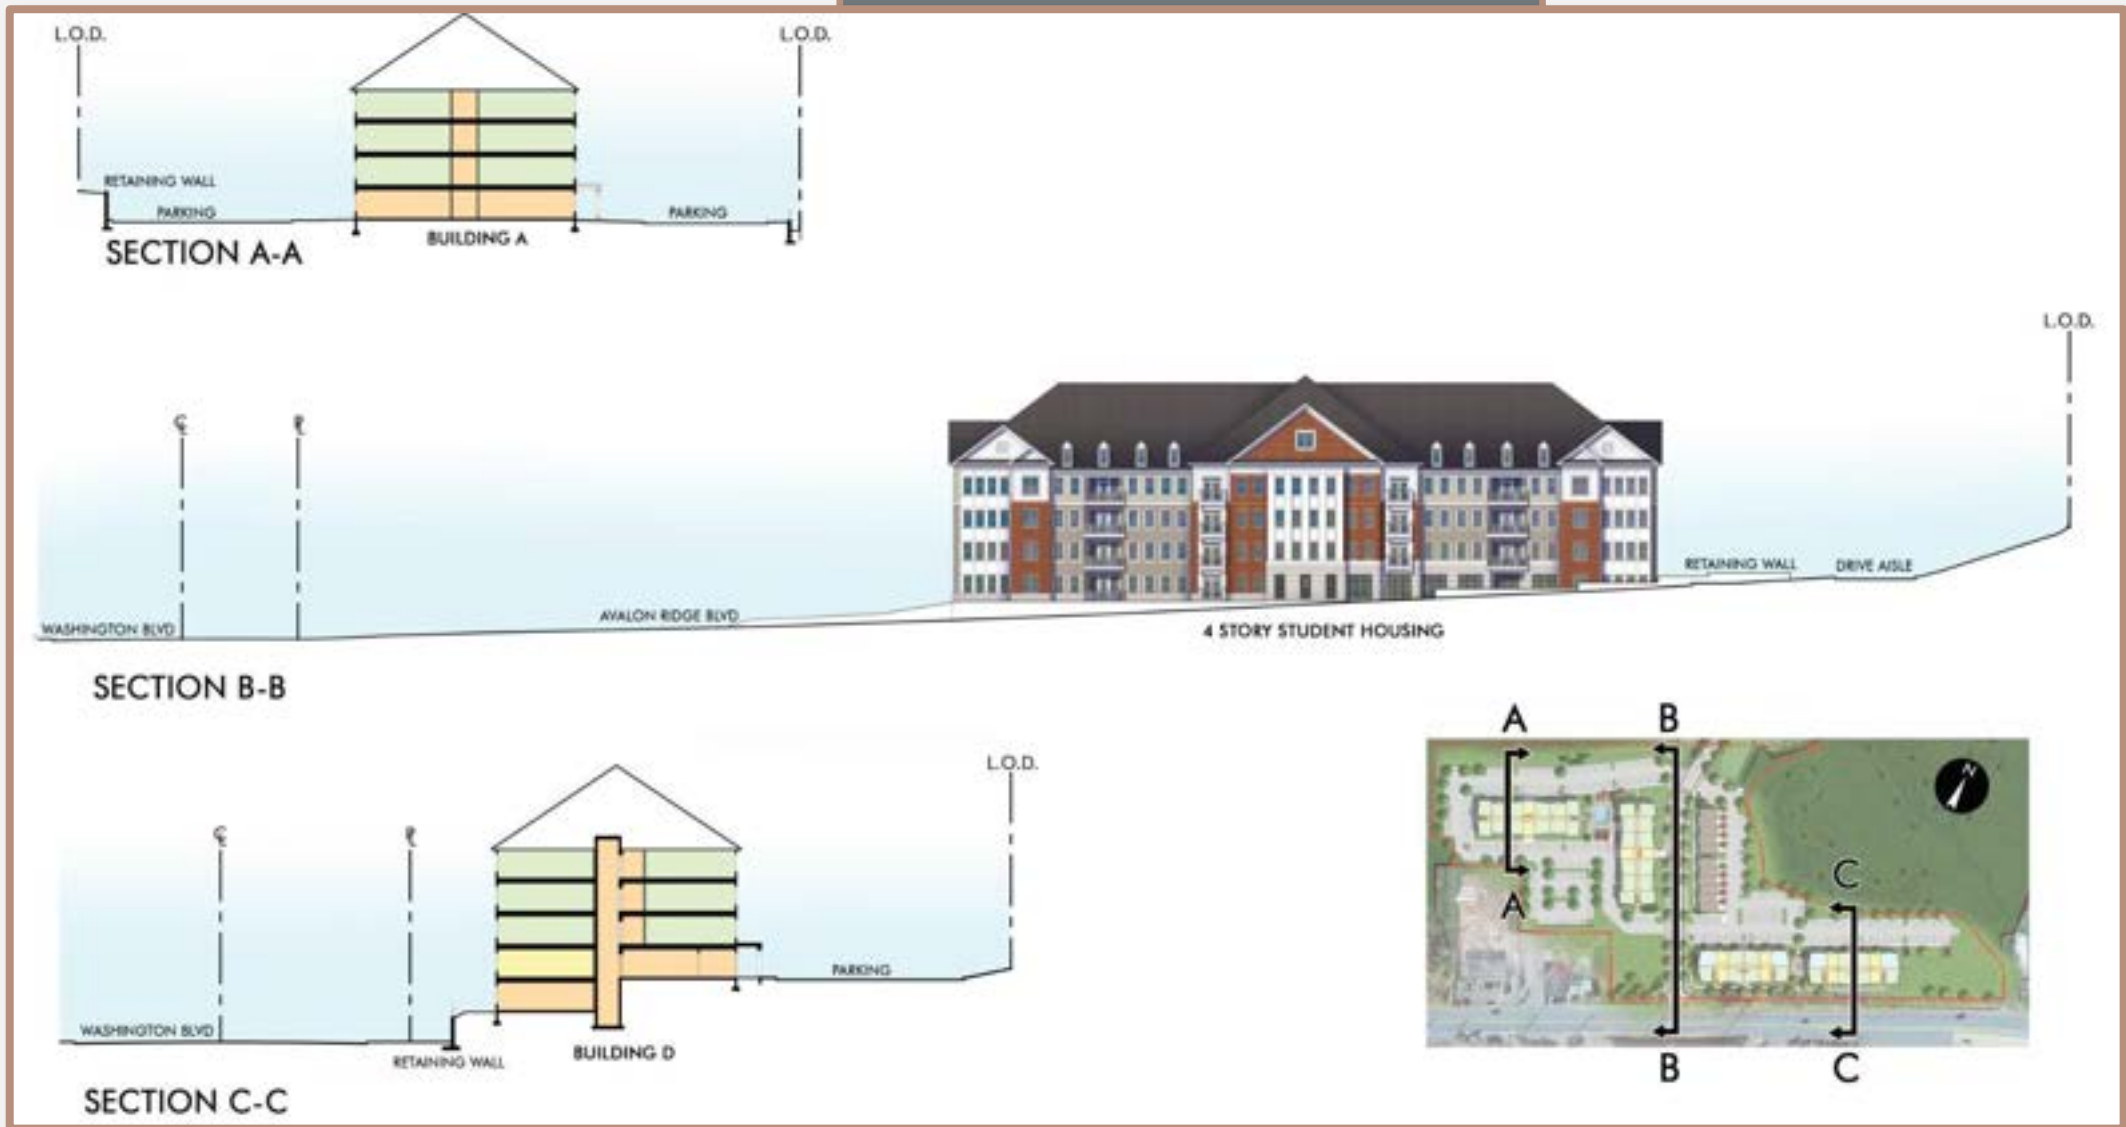 L.O.D.
L.O.D.
RETAINING WALL
PARKING
PARKING
BUILDING A
SECTION A-A
L.O.D.
℄
⅊
RETAINING WALL
DRIVE AISLE
AVALON RIDGE BLVD
WASHINGTON BLVD
4 STORY STUDENT HOUSING
SECTION B-B
L.O.D.
℄
⅊
PARKING
WASHINGTON BLVD
RETAINING WALL
BUILDING D
SECTION C-C
A
B
N
C
A
B
C